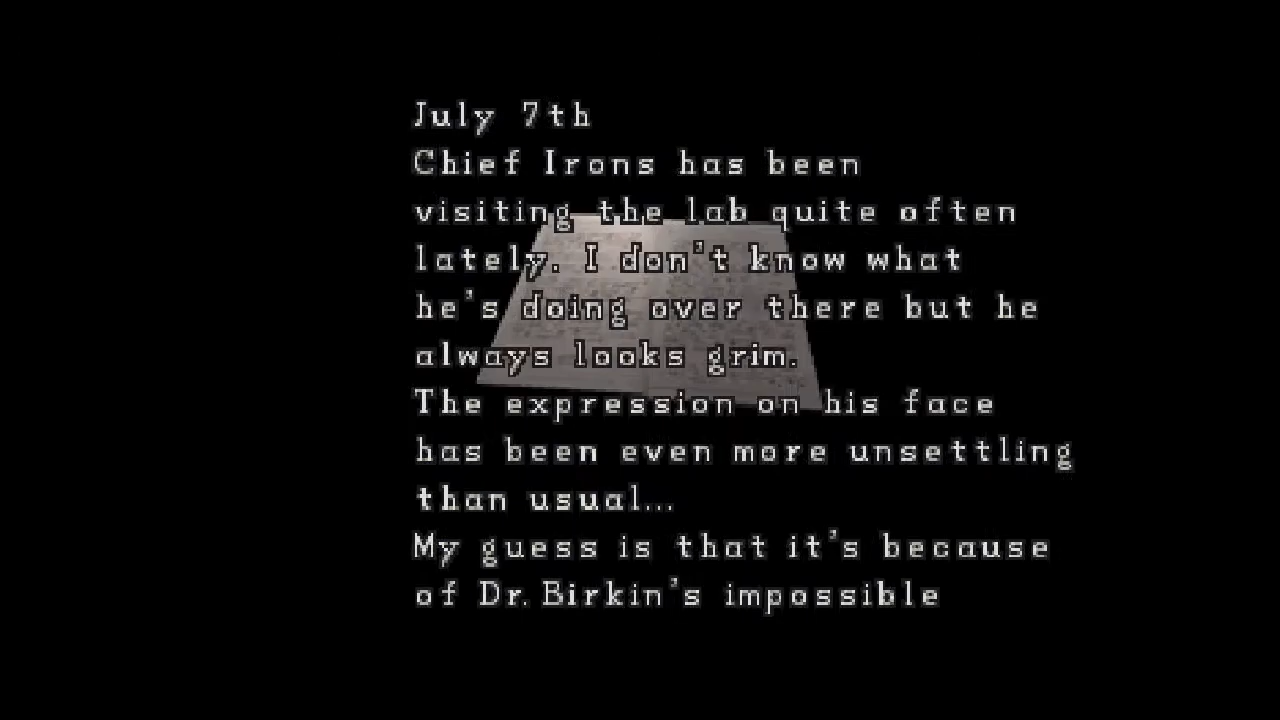 July 7th
Chief Irons has been
visiting the lab quite often
lately. I don't know what
he's doing over there but he
always looks grim.
The expression on his face
has been even more unsettling
than usual...
My guess is that it's because
of Dr.Birkin's impossible